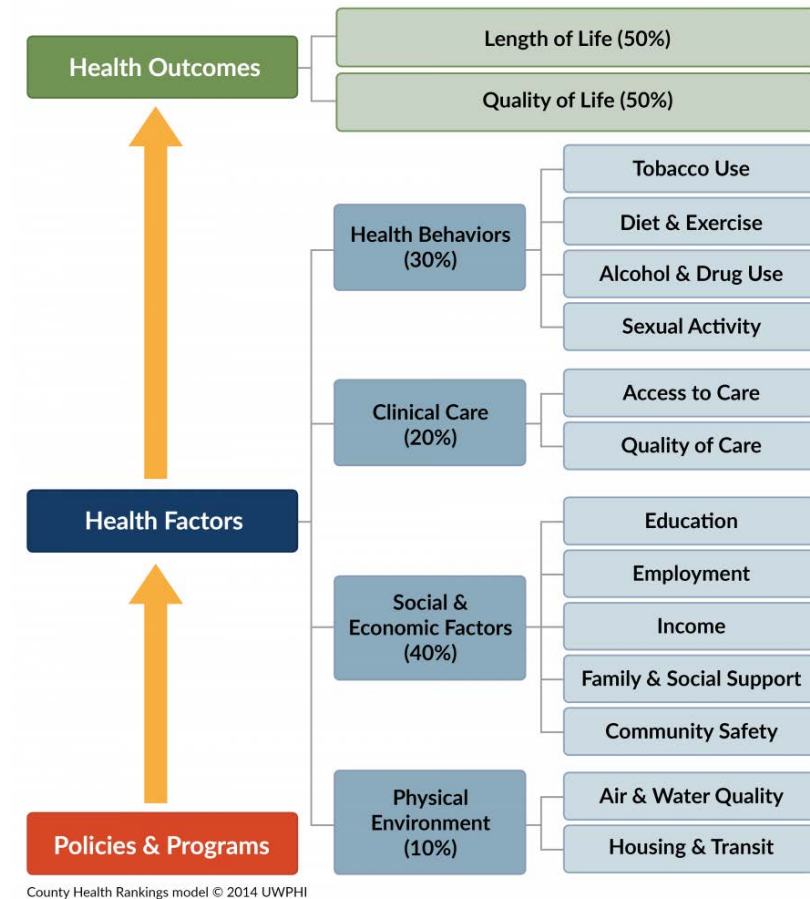 Health Outcomes
Length of Life (50%)
Quality of Life (50%)
Health Factors
Health Behaviors
(30%)
Tobacco Use
Diet & Exercise
Alcohol & Drug Use
Sexual Activity
Clinical Care
(20%)
Access to Care
Quality of Care
Social &
Economic Factors
(40%)
Education
Employment
Income
Family & Social Support
Community Safety
Physical
Environment
(10%)
Air & Water Quality
Housing & Transit
Policies & Programs
County Health Rankings model © 2014 UWPHI